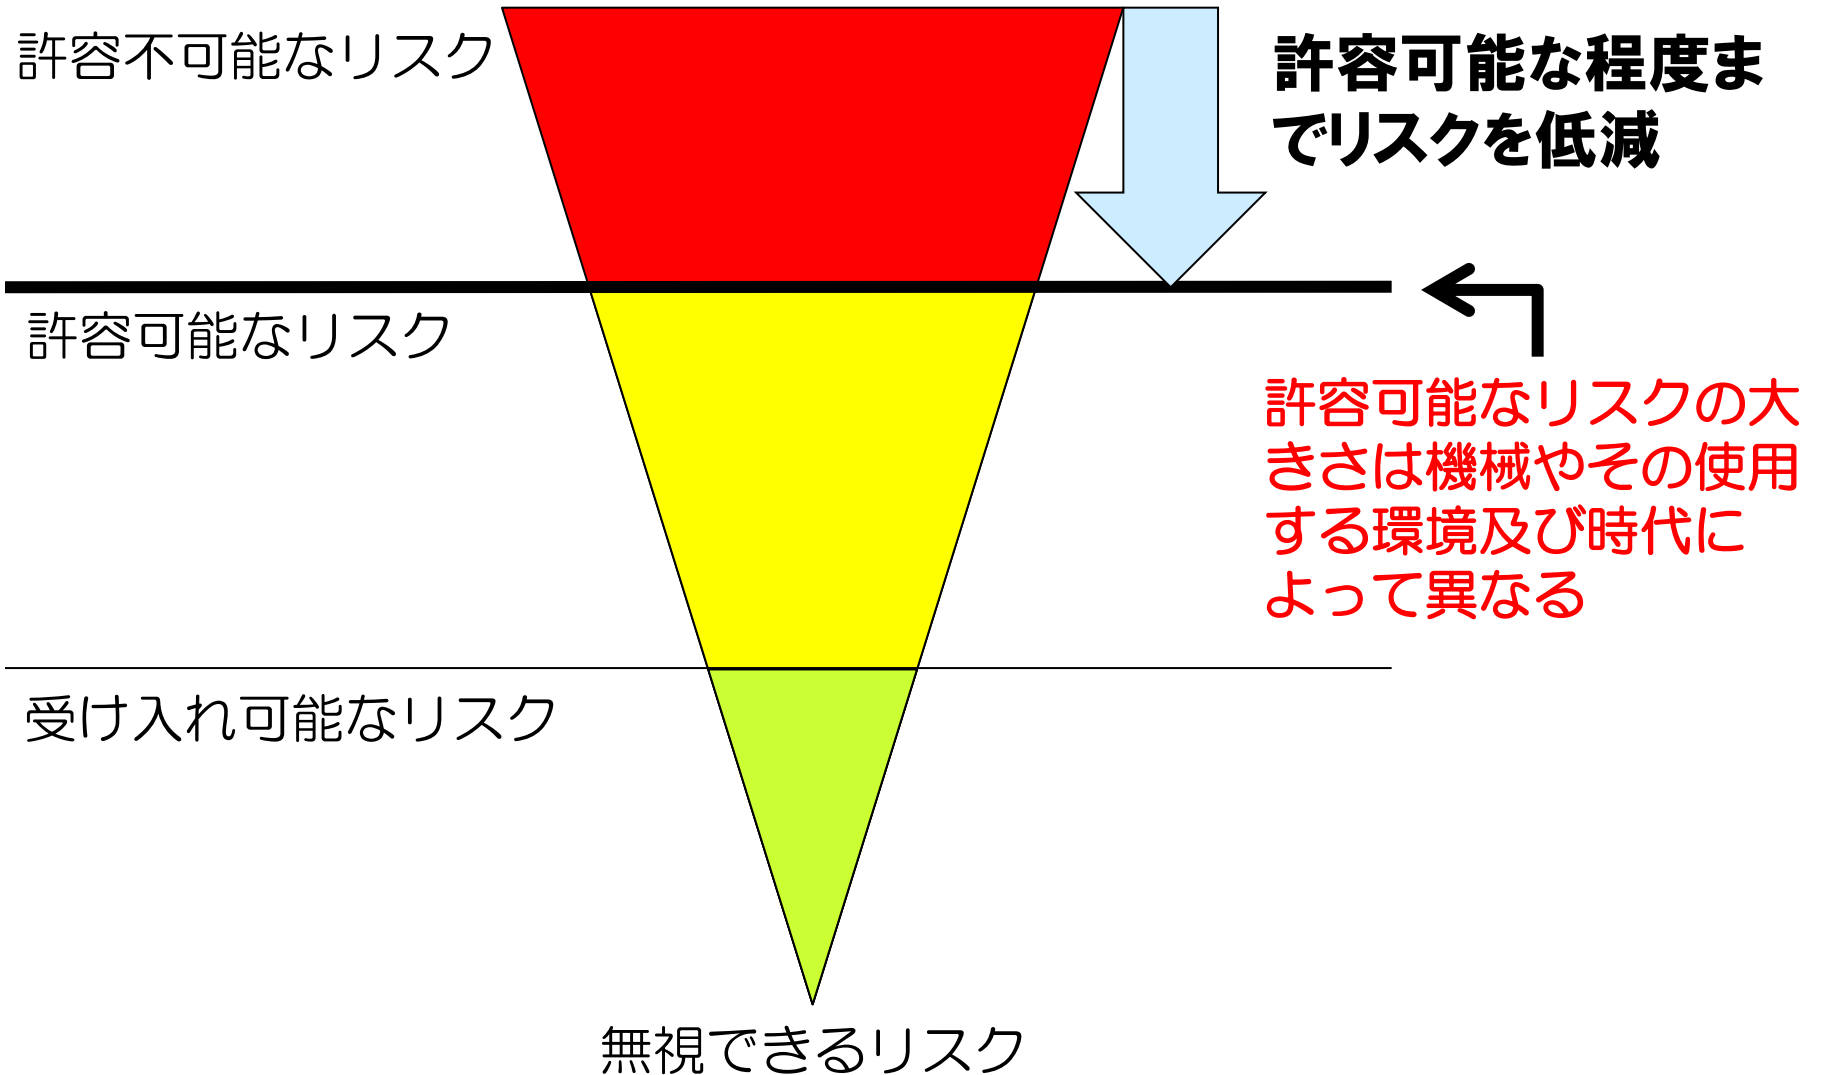 許容不可能なリスク
許容可能な程度ま
でリスクを低減
許容可能なリスク
許容可能なリスクの大
きさは機械やその使用
する環境及び時代に
よって異なる
受け入れ可能なリスク
無視できるリスク